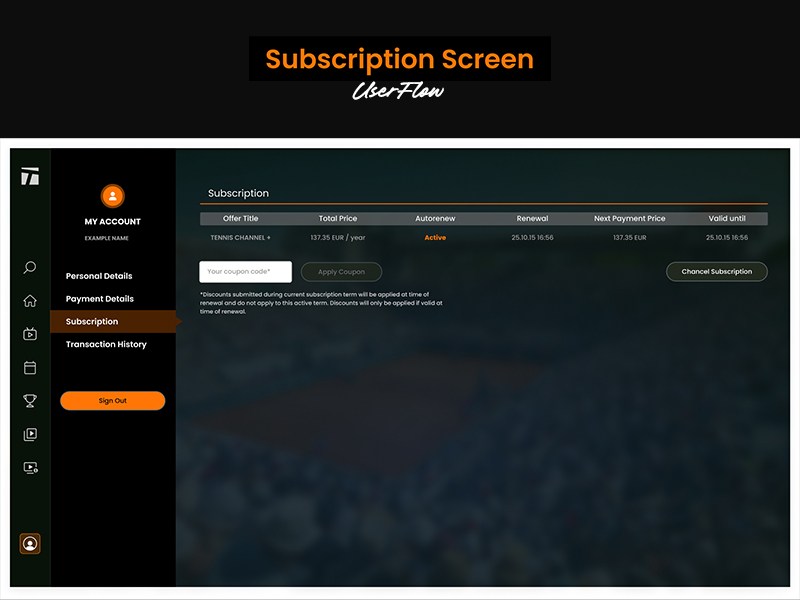 Subscription Screen
UserFlow
MY ACCOUNT
EXAMPLE NAME
Personal Details
Payment Details
Subscription
Transaction History
Sign Out
Subscription
Offer Title Total Price Autorenew Renewal Next Payment Price Valid until
TENNIS CHANNEL + 137.35 EUR / year Active 25.10.15 16:56 137.35 EUR 25.10.15 16:56
Your coupon code* Apply Coupon Chancel Subscription
*Discounts submitted during current subscription term will be applied at time of
renewal and do not apply to this active term. Discounts will only be applied if valid at
time of renewal.